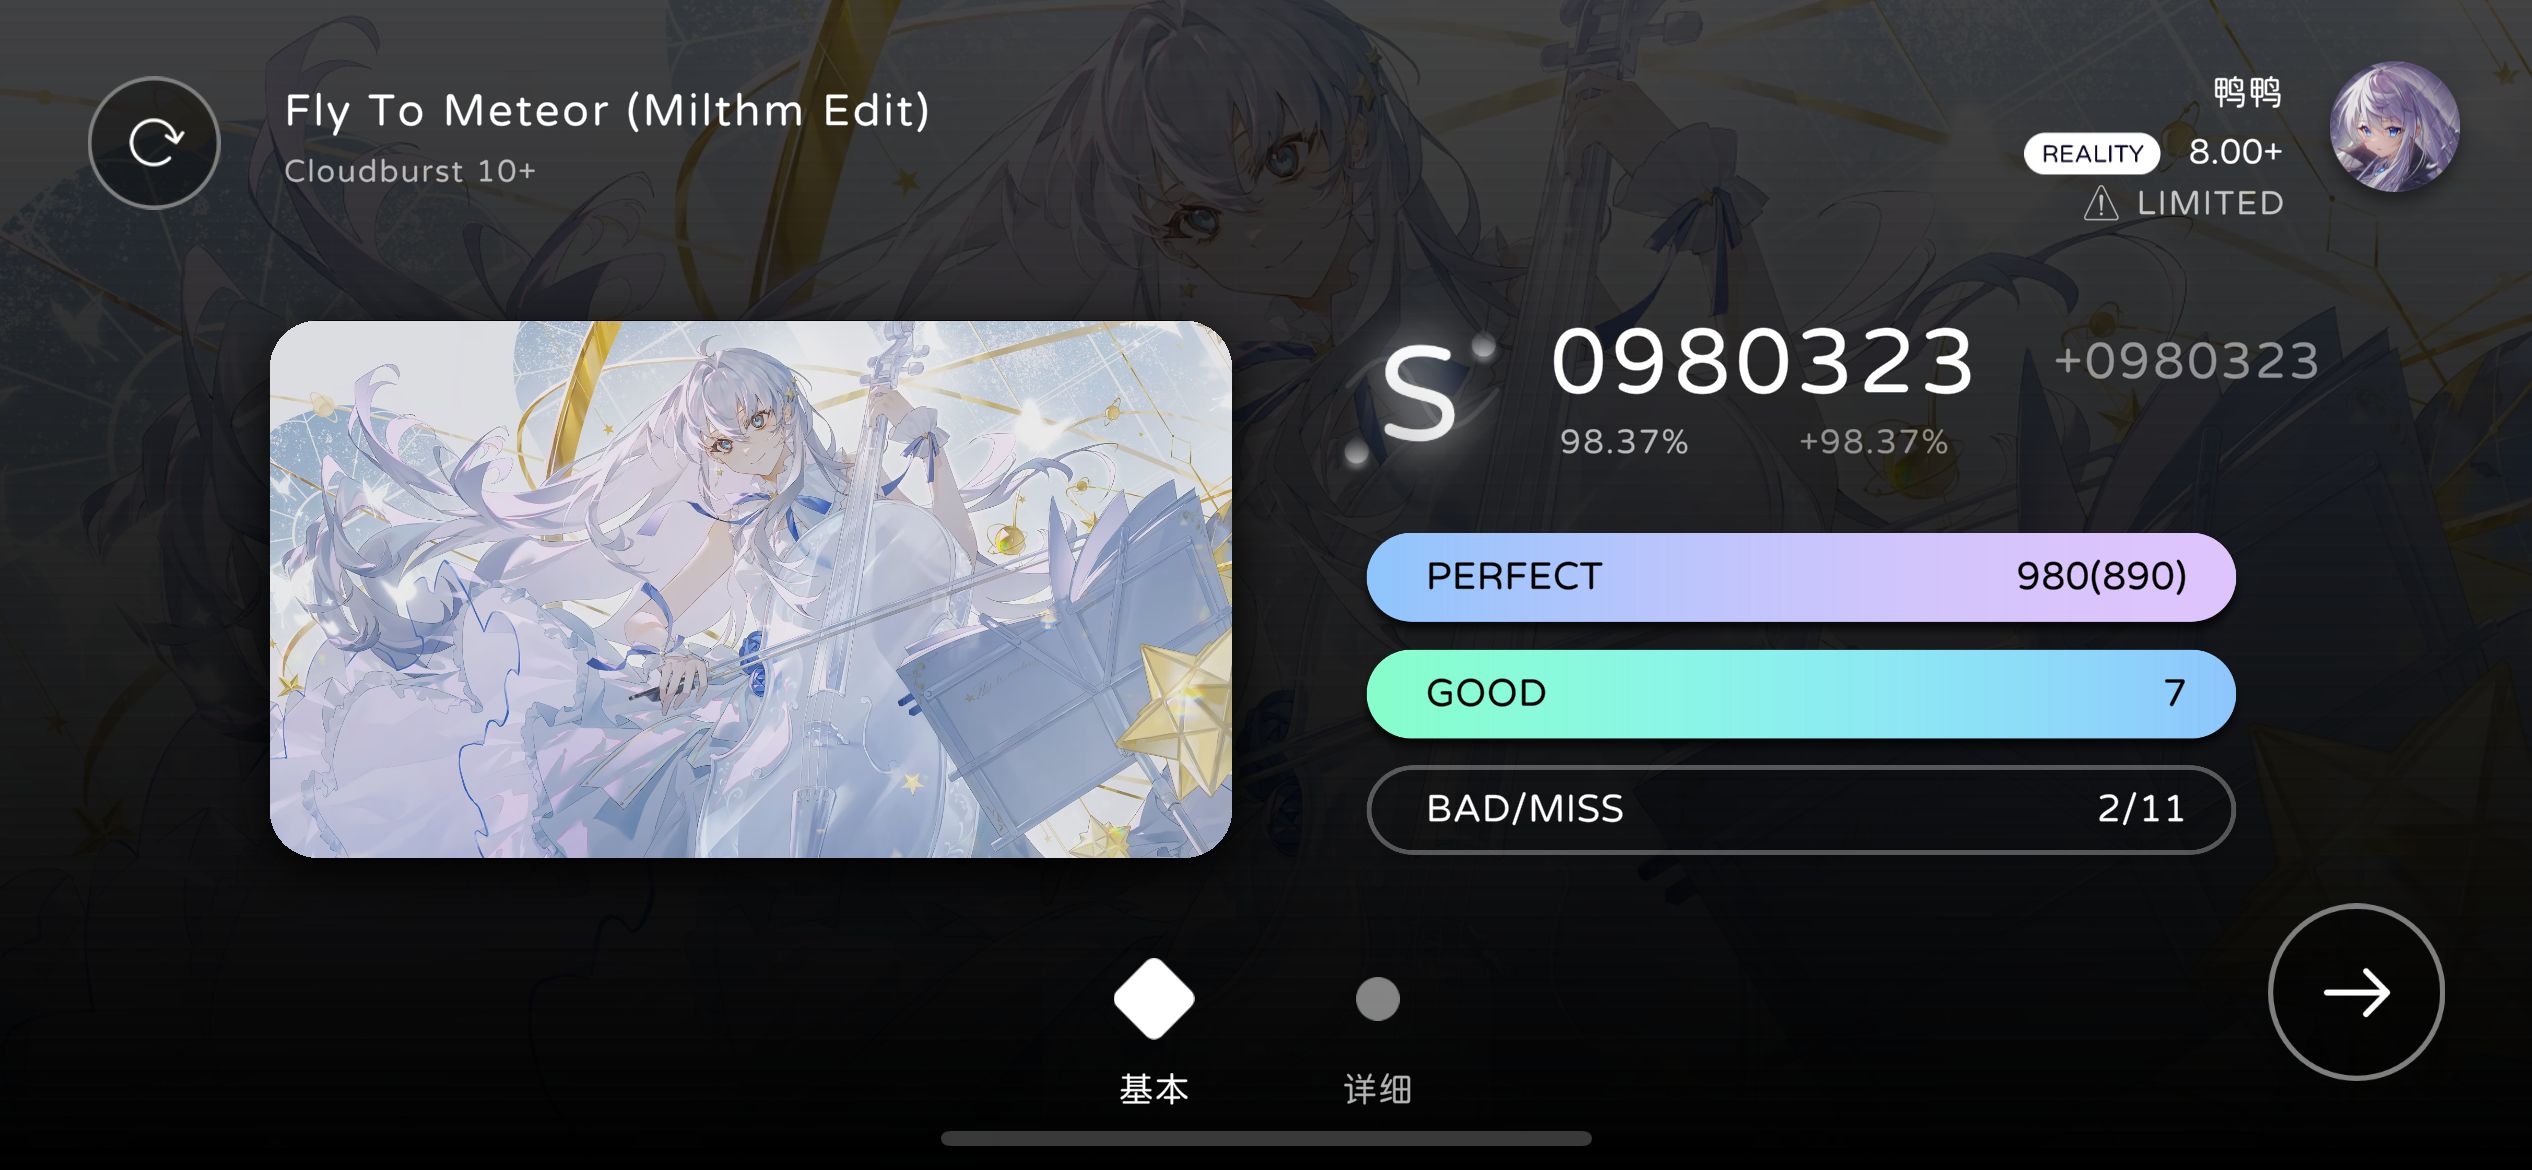 Fly To Meteor (Milthm Edit)
Cloudburst 10+
鸭鸭
REALITY 8.00+
LIMITED
S 0980323 +0980323
98.37% +98.37%
PERFECT 980(890)
GOOD 7
BAD/MISS 2/11
基本 详细